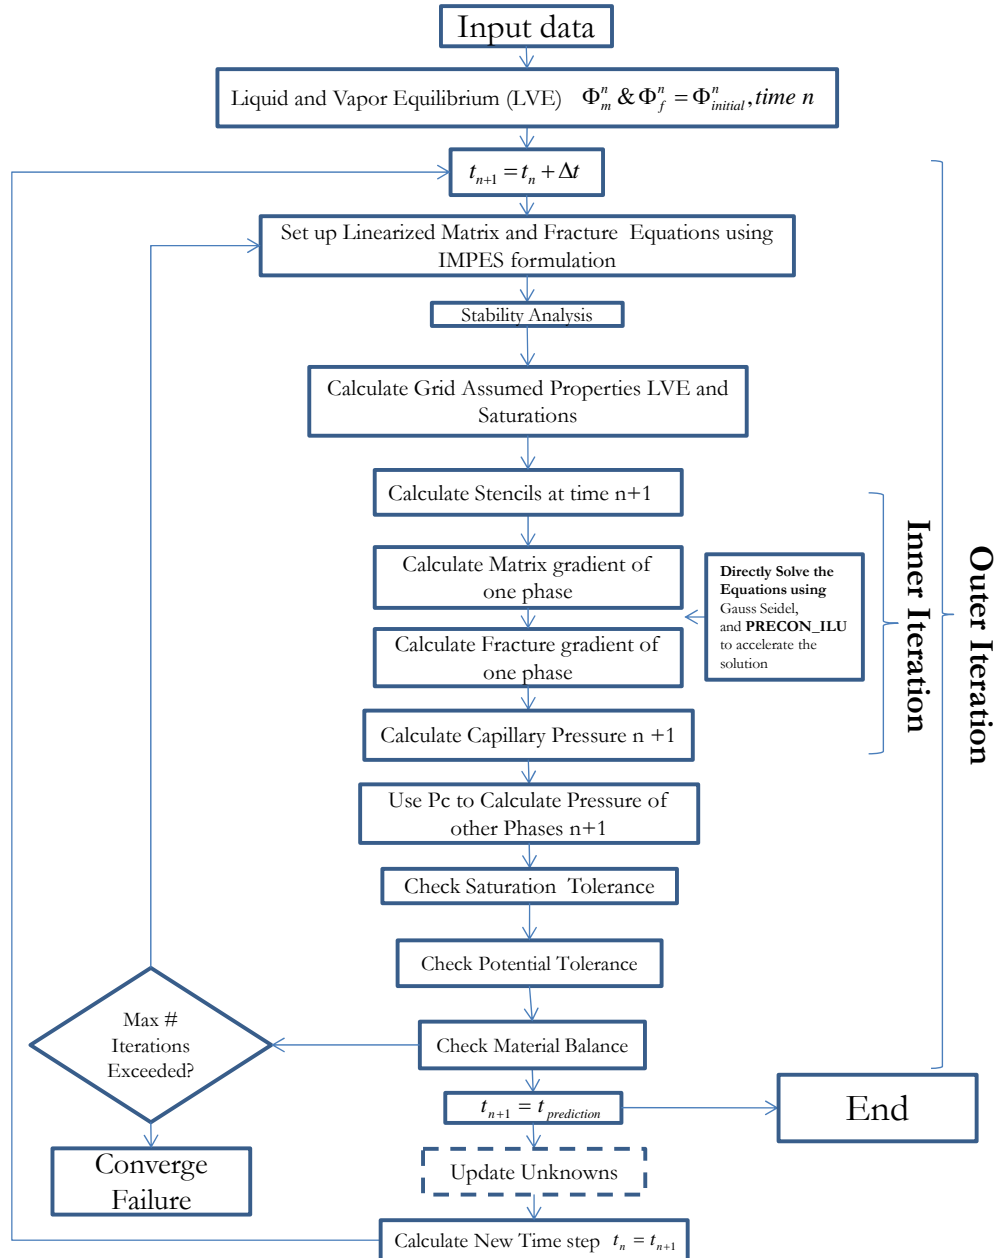 Input data
Liquid and Vapor Equilibrium (LVE) Φ_m^n & Φ_f^n = Φ_initial^n, time n
t_{n+1} = t_n + Δt
Set up Linearized Matrix and Fracture Equations using
IMPES formulation
Stability Analysis
Calculate Grid Assumed Properties LVE and
Saturations
Calculate Stencils at time n+1
Calculate Matrix gradient of
one phase
Calculate Fracture gradient of
one phase
Directly Solve the
Equations using
Gauss Seidel,
and PRECON_ILU
to accelerate the
solution
Inner Iteration
Outer Iteration
Calculate Capillary Pressure n +1
Use Pc to Calculate Pressure of
other Phases n+1
Check Saturation Tolerance
Check Potential Tolerance
Max #
Iterations
Exceeded?
Check Material Balance
t_{n+1} = t_prediction
End
Converge
Failure
Update Unknowns
Calculate New Time step t_n = t_{n+1}